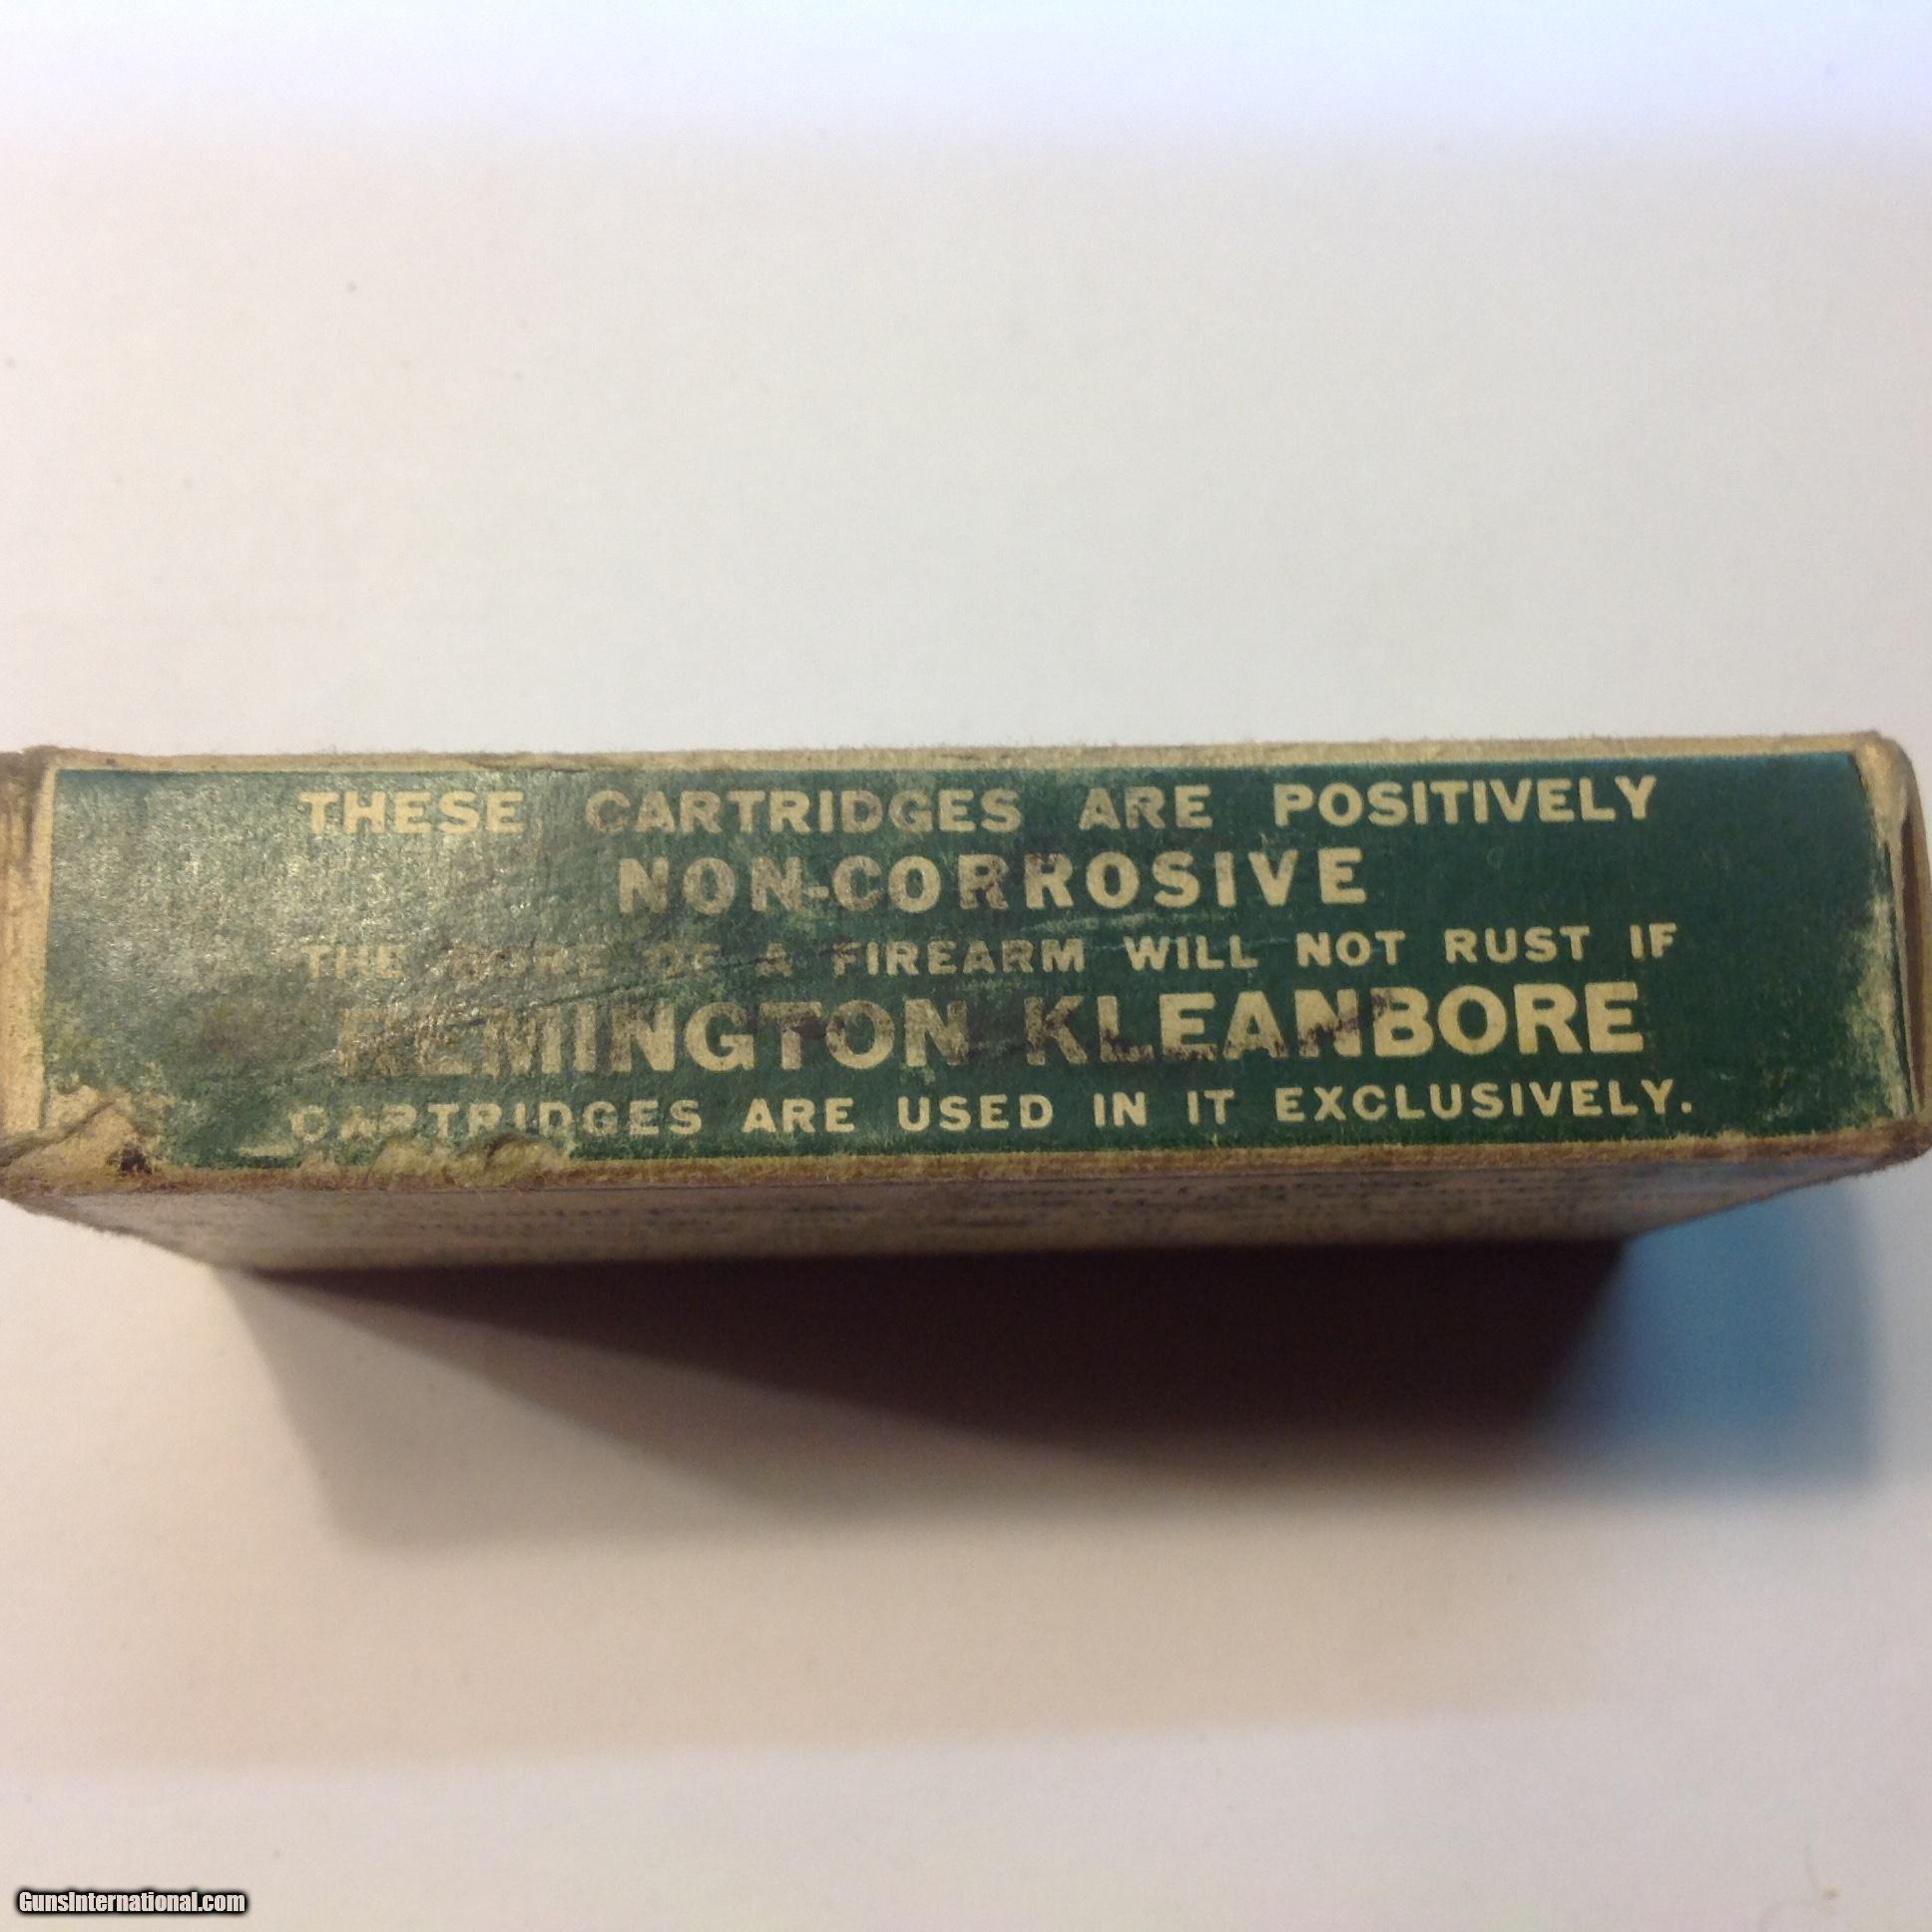 THESE CARTRIDGES ARE POSITIVELY
NON-CORROSIVE
THE BORE OF A FIREARM WILL NOT RUST IF
REMINGTON KLEANBORE
CARTRIDGES ARE USED IN IT EXCLUSIVELY.
GunsInternational.com